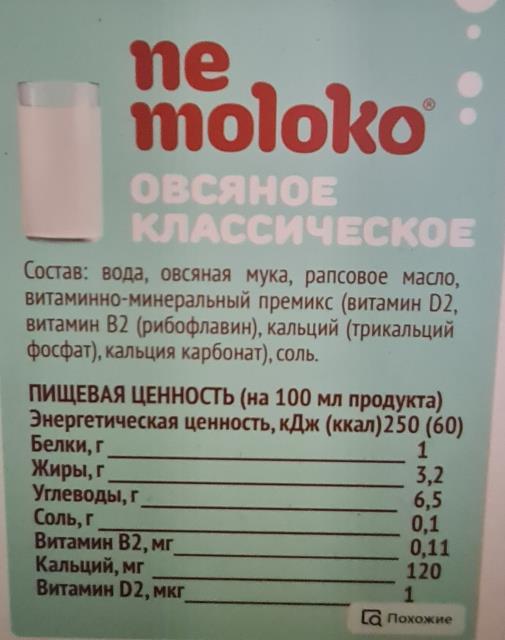 ne
moloko®
ОВСЯНОЕ
КЛАССИЧЕСКОЕ
Состав: вода, овсяная мука, рапсовое масло,
витаминно-минеральный премикс (витамин D2,
витамин В2 (рибофлавин), кальций (трикальций
фосфат), кальция карбонат), соль.
ПИЩЕВАЯ ЦЕННОСТЬ (на 100 мл продукта)
Энергетическая ценность, кДж (ккал)250 (60)
Белки, г 1
Жиры, г 3,2
Углеводы, г 6,5
Соль, г 0,1
Витамин В2, мг 0,11
Кальций, мг 120
Витамин D2, мкг 1
Похожие